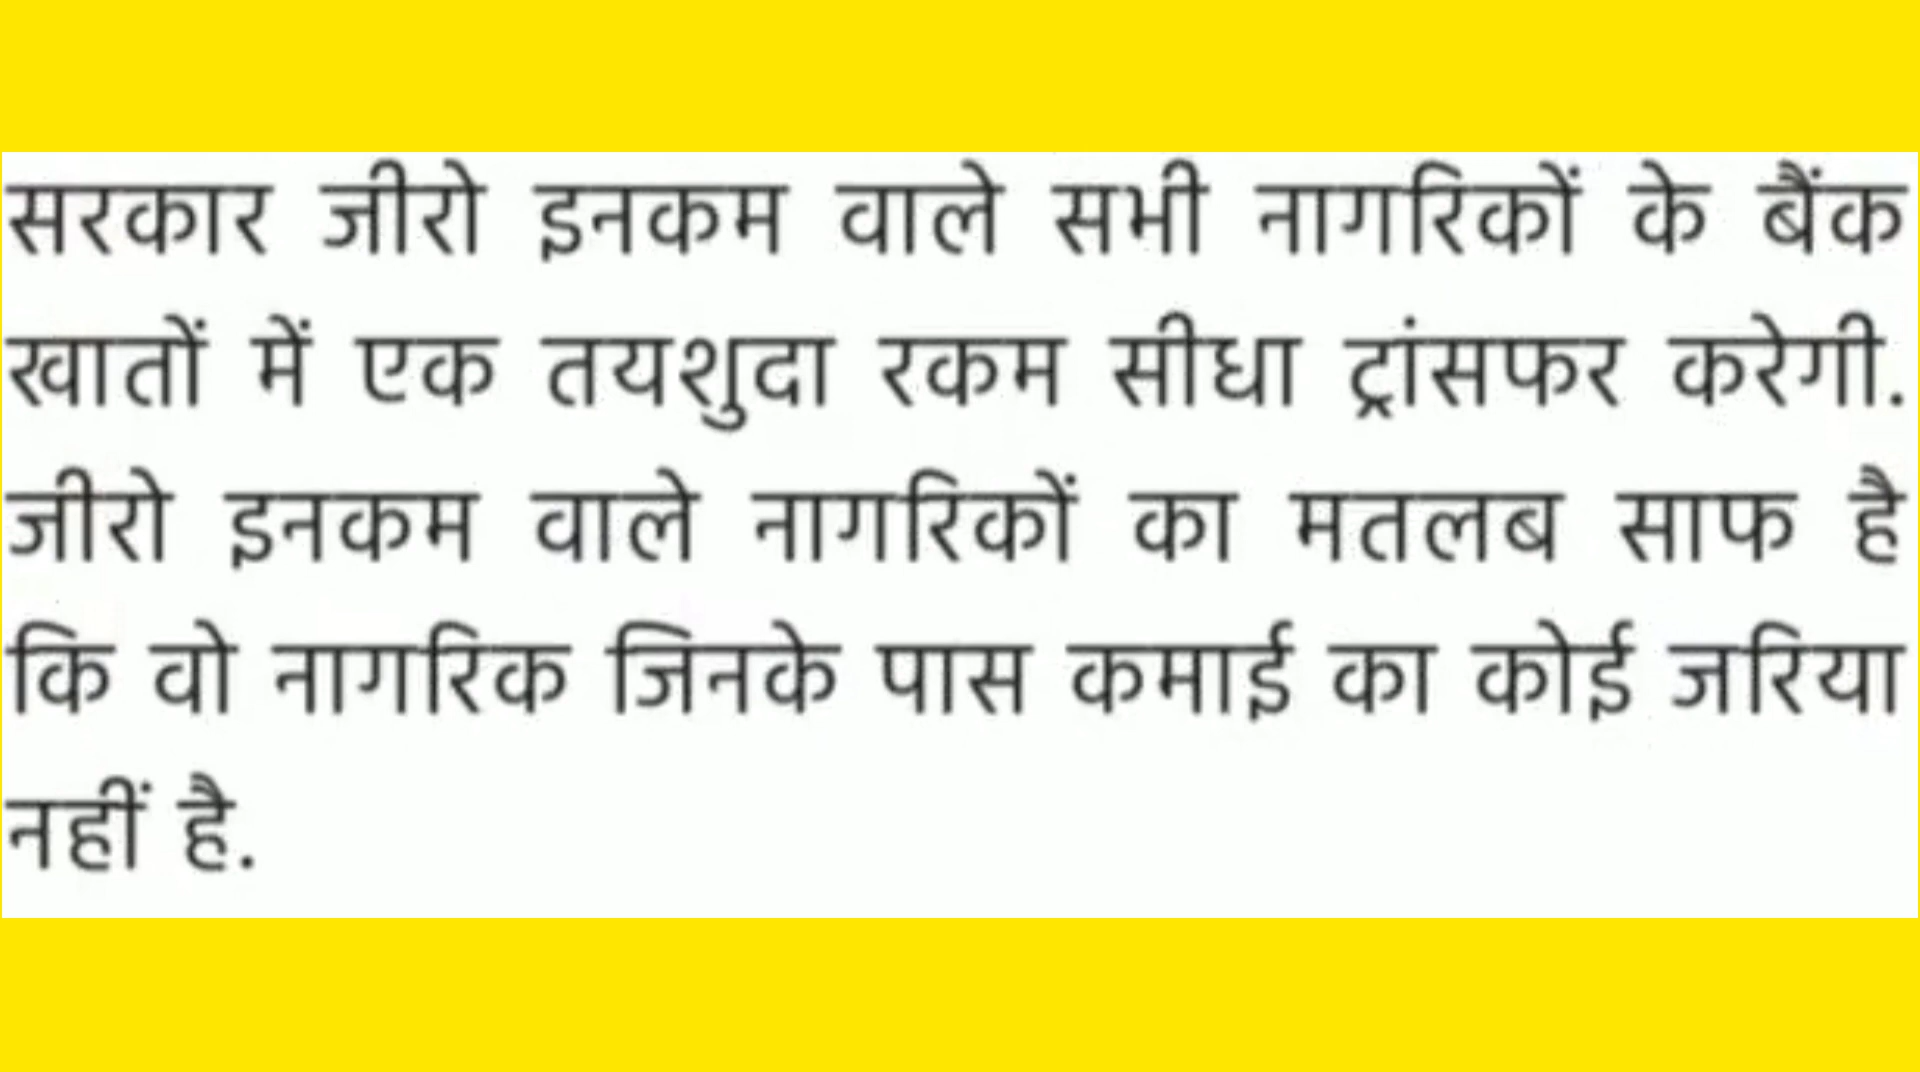 सरकार जीरो इनकम वाले सभी नागरिकों के बैंक
खातों में एक तयशुदा रकम सीधा ट्रांसफर करेगी.
जीरो इनकम वाले नागरिकों का मतलब साफ है
कि वो नागरिक जिनके पास कमाई का कोई जरिया
नहीं है.